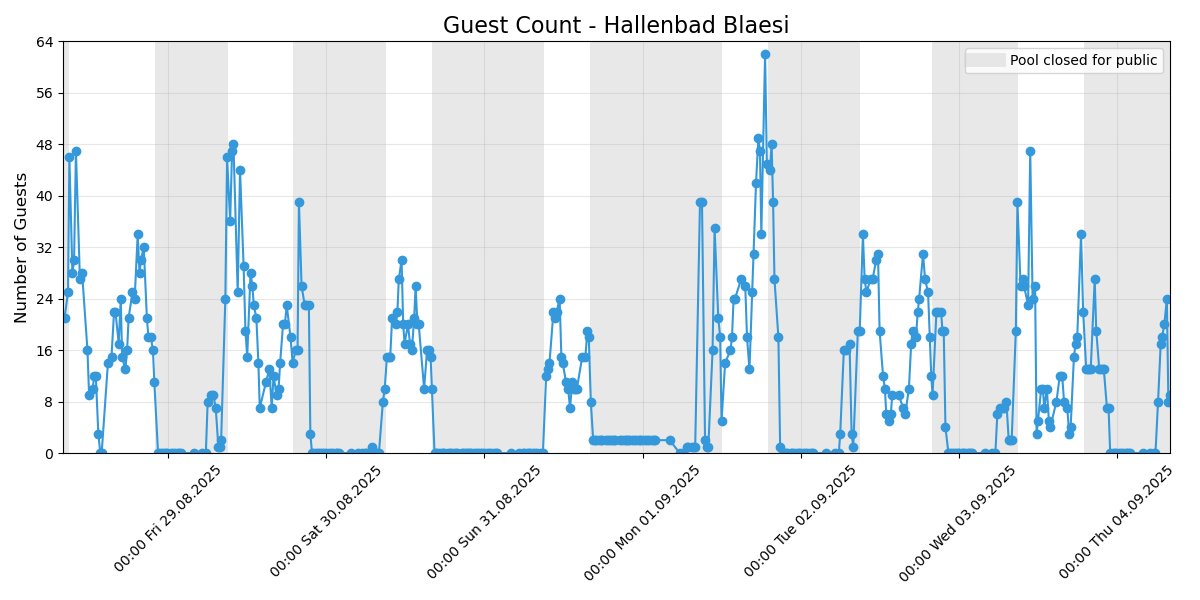 Guest Count - Hallenbad Blaesi
Pool closed for public
Number of Guests
64
56
48
40
32
24
16
8
0
00:00 Fri 29.08.2025
00:00 Sat 30.08.2025
00:00 Sun 31.08.2025
00:00 Mon 01.09.2025
00:00 Tue 02.09.2025
00:00 Wed 03.09.2025
00:00 Thu 04.09.2025